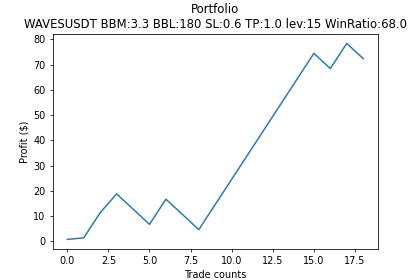 Portfolio
WAVESUSDT BBM:3.3 BBL:180 SL:0.6 TP:1.0 lev:15 WinRatio:68.0
80
70
60
50
40
30
20
10
0
Profit ($)
0.0 2.5 5.0 7.5 10.0 12.5 15.0 17.5
Trade counts